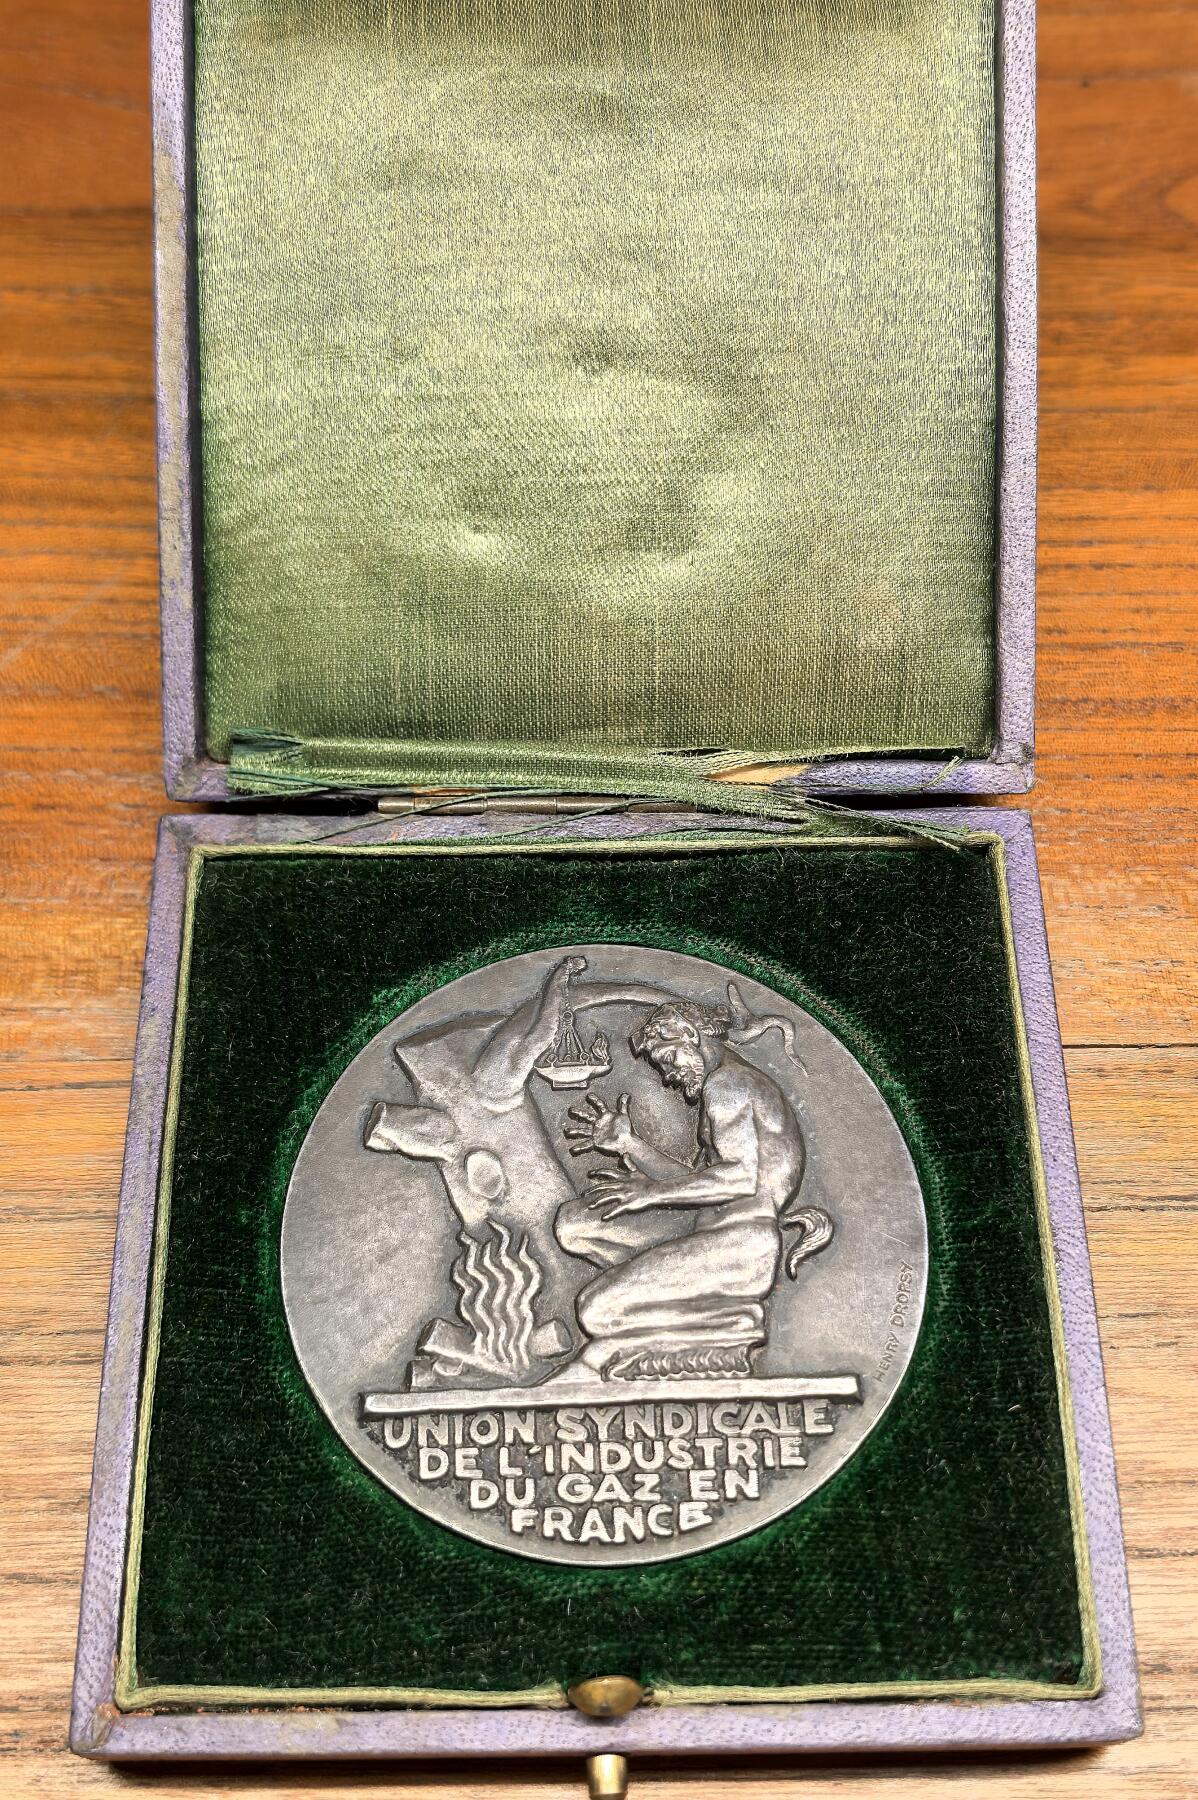 UNION SYNDICALE
DE L'INDUSTRIE
DU GAZ EN
FRANCE
HENRY DROPSY